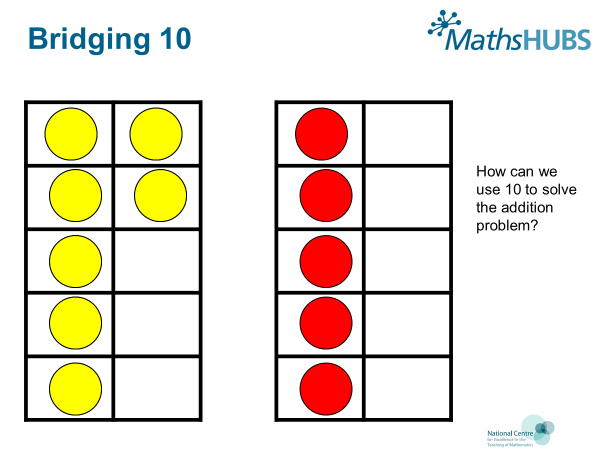 Bridging 10
MathsHUBS
How can we
use 10 to solve
the addition
problem?
National Centre
for Excellence in the
Teaching of Mathematics